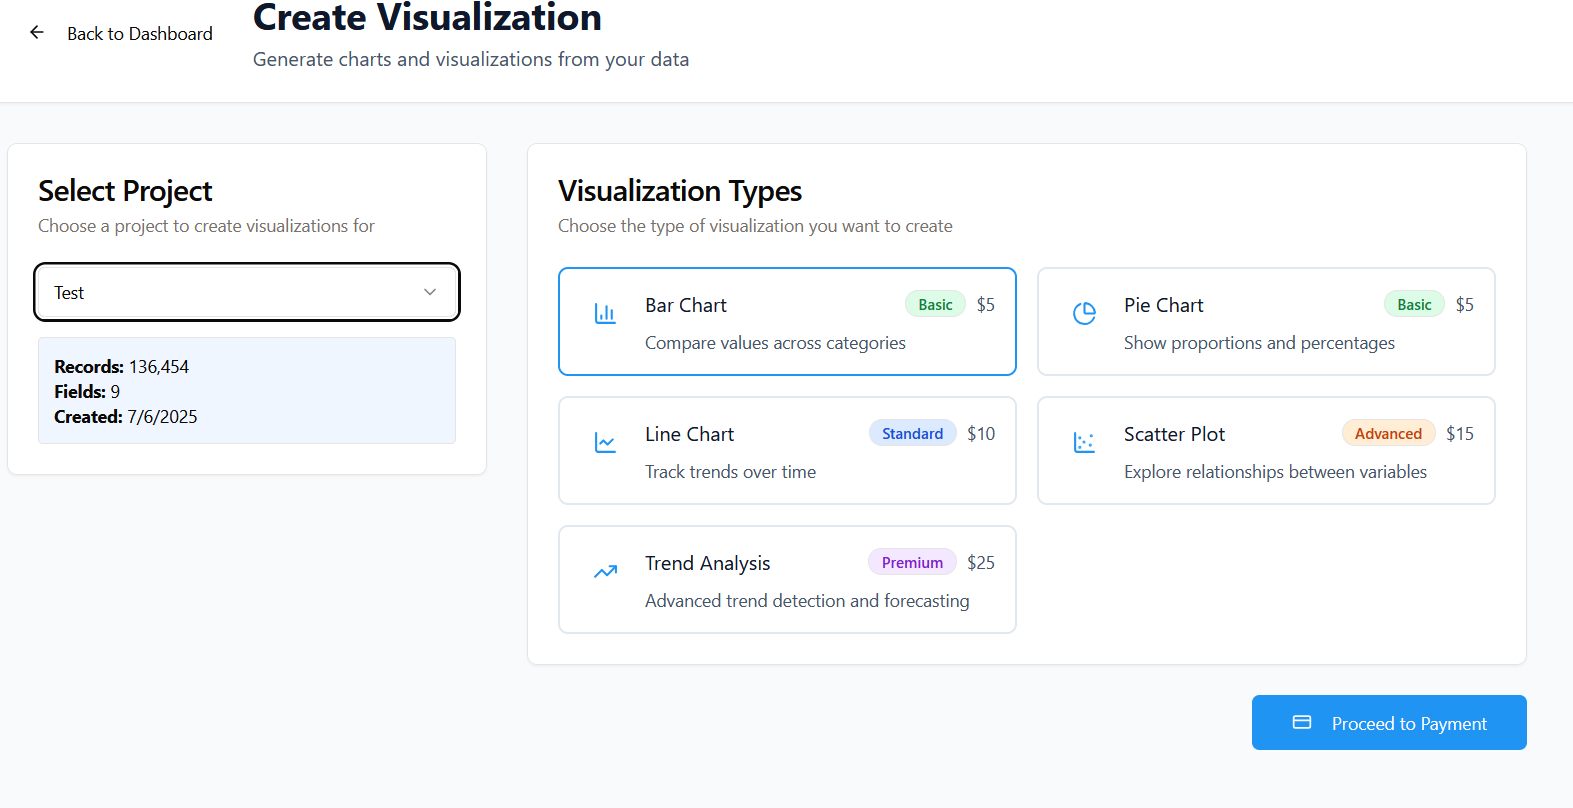 Back to Dashboard
Create Visualization
Generate charts and visualizations from your data
Select Project
Choose a project to create visualizations for
Test
Records: 136,454
Fields: 9
Created: 7/6/2025
Visualization Types
Choose the type of visualization you want to create
Bar Chart Basic $5
Compare values across categories
Pie Chart Basic $5
Show proportions and percentages
Line Chart Standard $10
Track trends over time
Scatter Plot Advanced $15
Explore relationships between variables
Trend Analysis Premium $25
Advanced trend detection and forecasting
Proceed to Payment